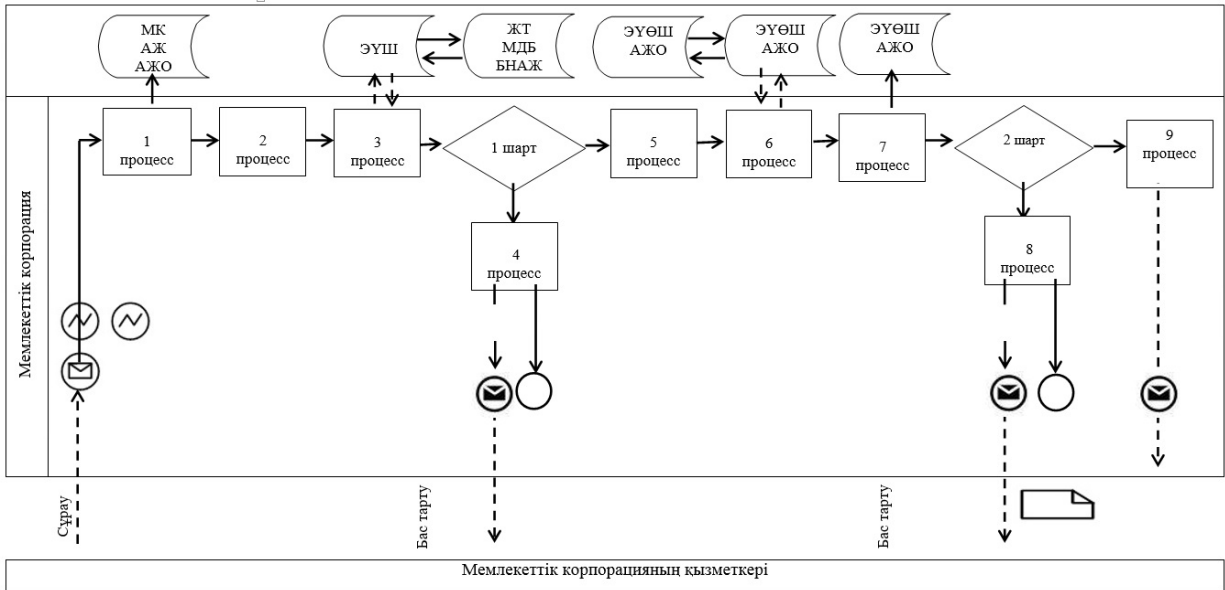 МК
АЖ
АЖО
ЭҮШ
ЖТ
МДБ
БНАЖ
ЭҮӨШ
АЖО
ЭҮӨШ
АЖО
ЭҮӨШ
АЖО
Мемлекеттік корпорация
1
процесс
2
процесс
3
процесс
1 шарт
5
процесс
6
процесс
7
процесс
2 шарт
9
процесс
4
процесс
8
процесс
Сұрау
Бас тарту
Бас тарту
Мемлекеттік корпорацияның қызметкері